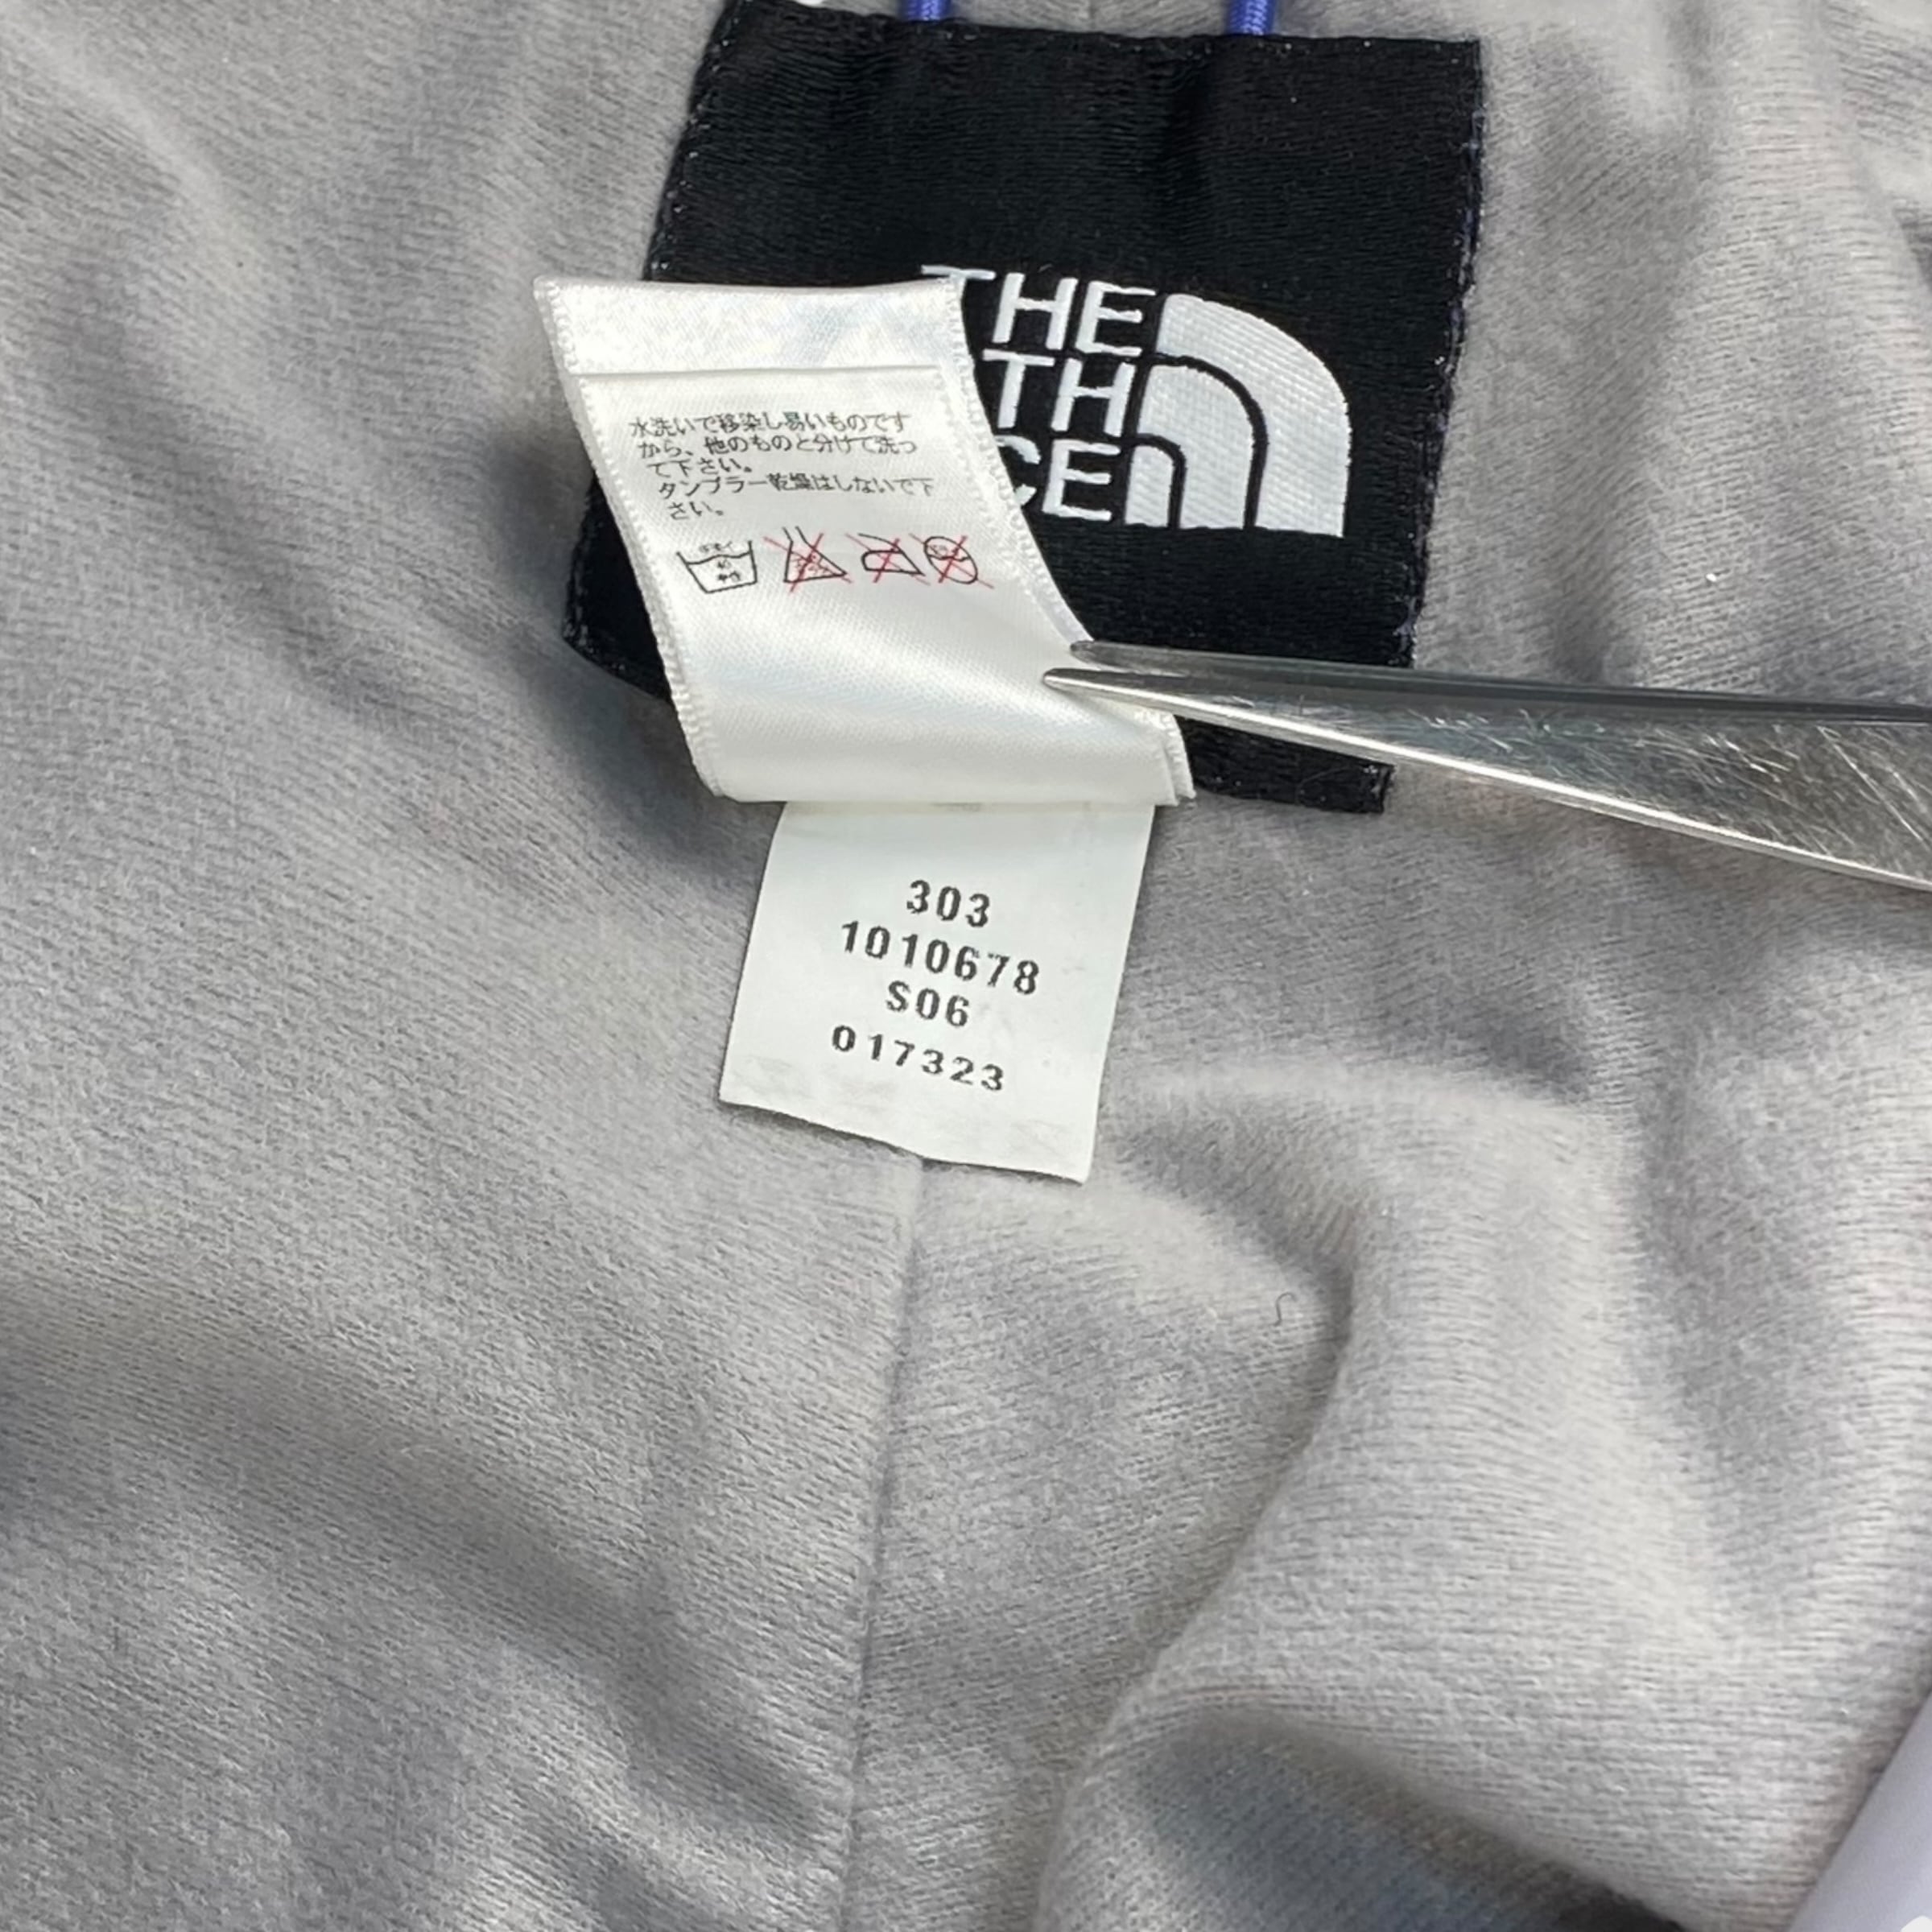 THE
TH
CE
水洗いで移染し易いものです
から、他のものと分けて洗っ
て下さい。
タンブラー乾燥はしないで下
さい。
303
1010678
S06
017323